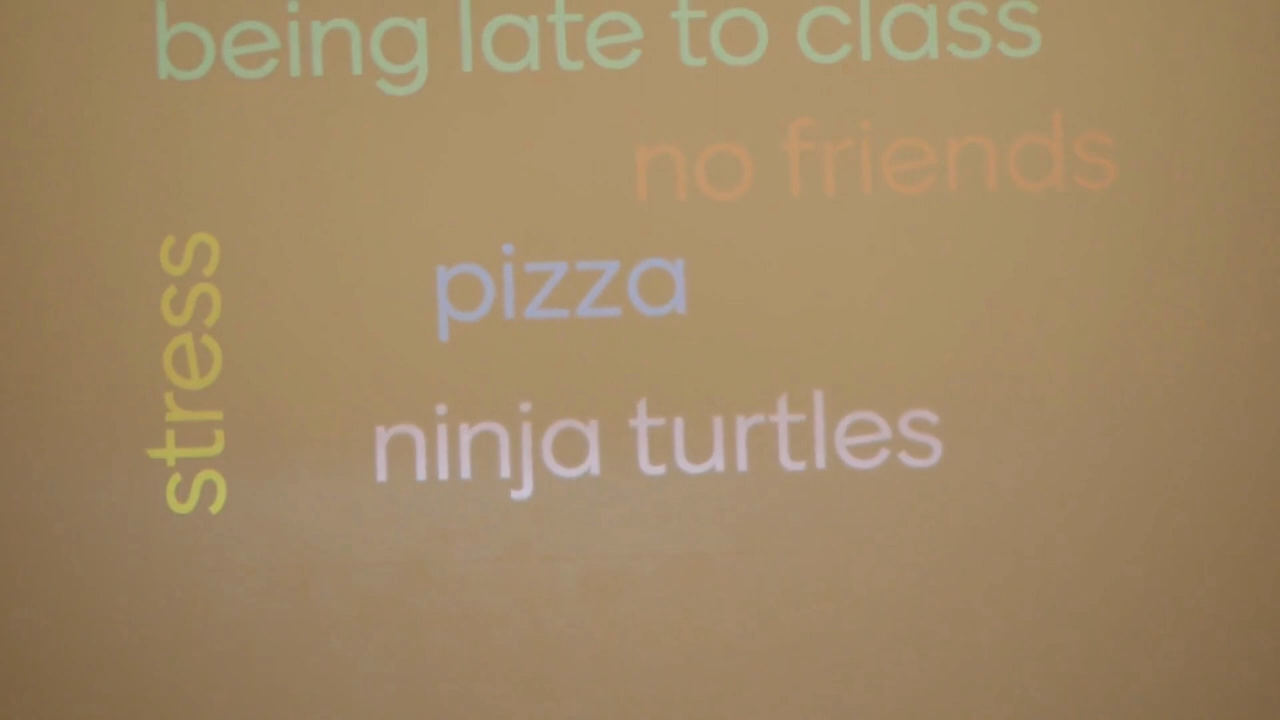 being late to class
no friends
stress
pizza
ninja turtles